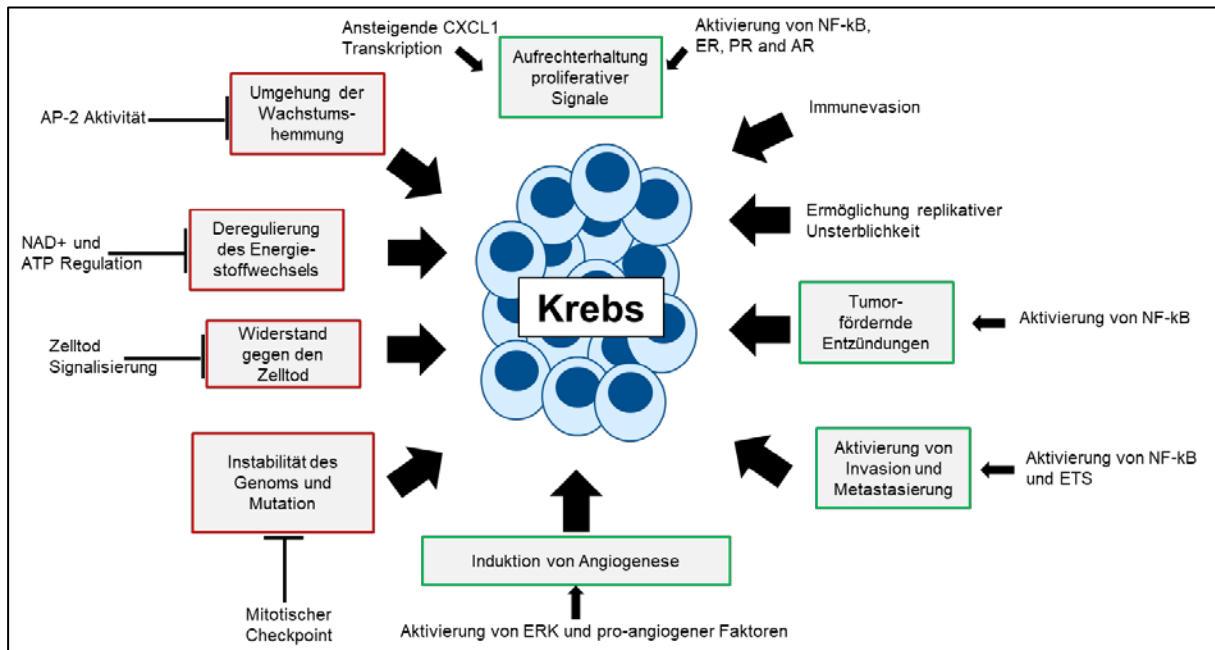 Ansteigende CXCL1
Transkription
Aktivierung von NF-kB,
ER, PR and AR
Aufrechterhaltung
proliferativer
Signale
AP-2 Aktivität
Umgehung der
Wachstums-
hemmung
Immunevasion
NAD+ und
ATP Regulation
Deregulierung
des Energie-
stoffwechsels
Ermöglichung replikativer
Unsterblichkeit
Krebs
Tumor-
fördernde
Entzündungen
Aktivierung von NF-kB
Zelltod
Signalisierung
Widerstand
gegen den
Zelltod
Instabilität des
Genoms und
Mutation
Aktivierung von
Invasion und
Metastasierung
Aktivierung von NF-kB
und ETS
Induktion von Angiogenese
Mitotischer
Checkpoint
Aktivierung von ERK und pro-angiogener Faktoren